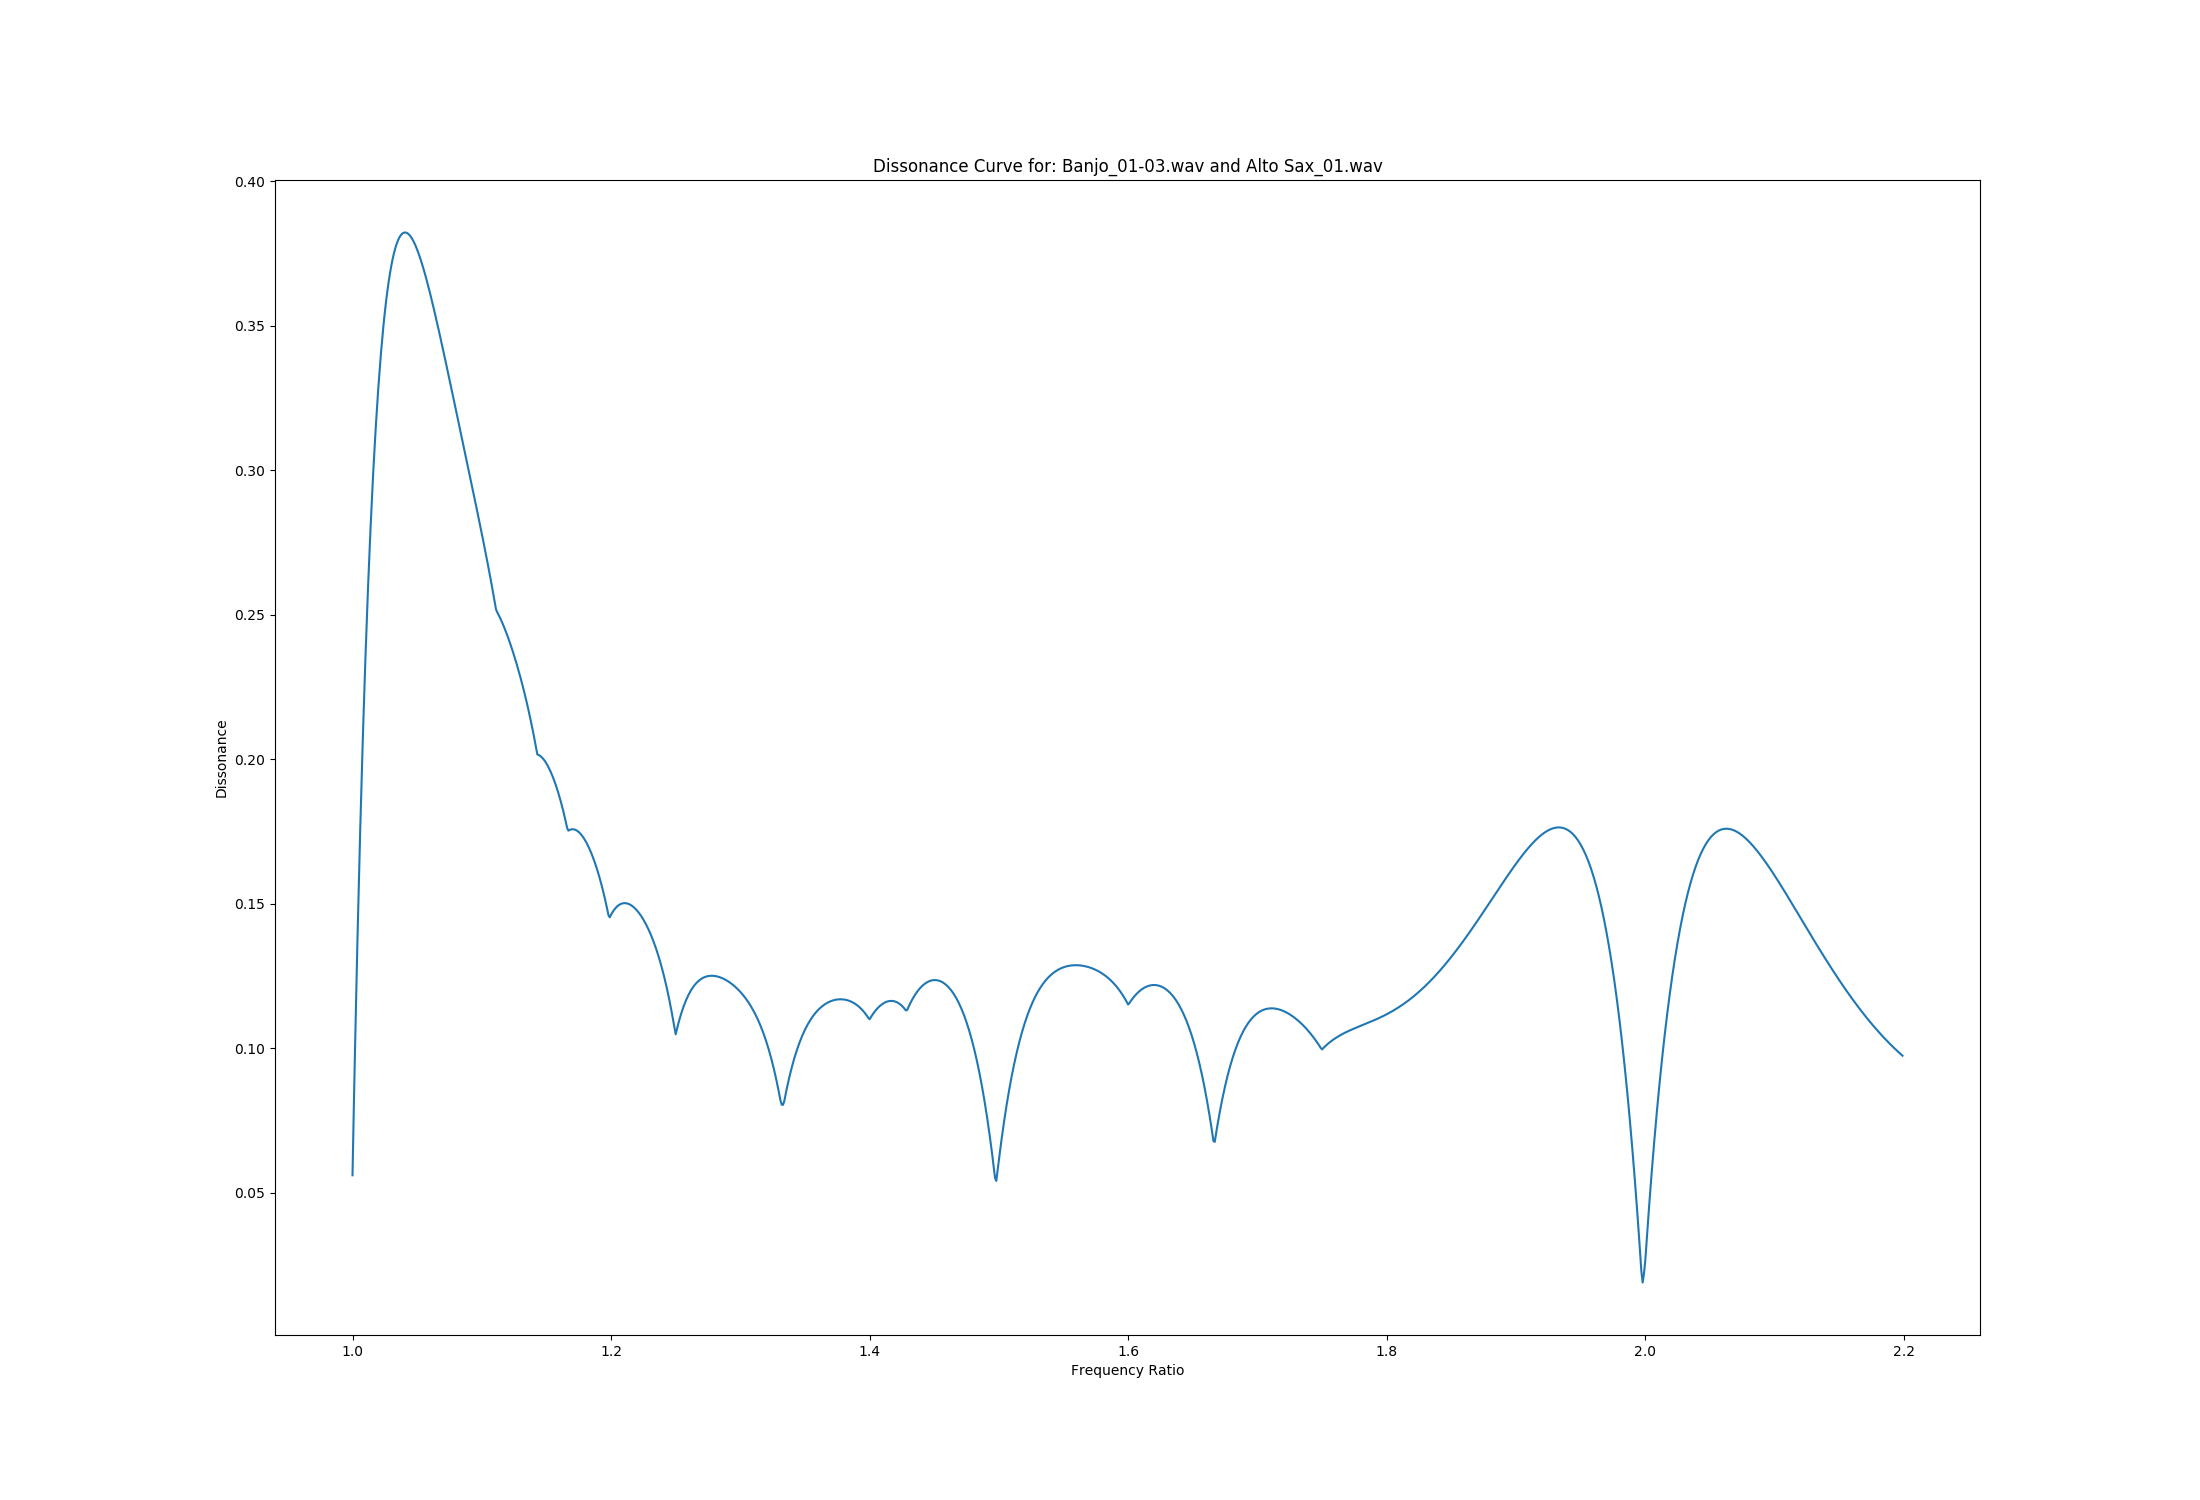 Dissonance Curve for: Banjo_01-03.wav and Alto Sax_01.wav
0.40
0.35
0.30
0.25
0.20
0.15
0.10
0.05
Dissonance
1.0 1.2 1.4 1.6 1.8 2.0 2.2
Frequency Ratio